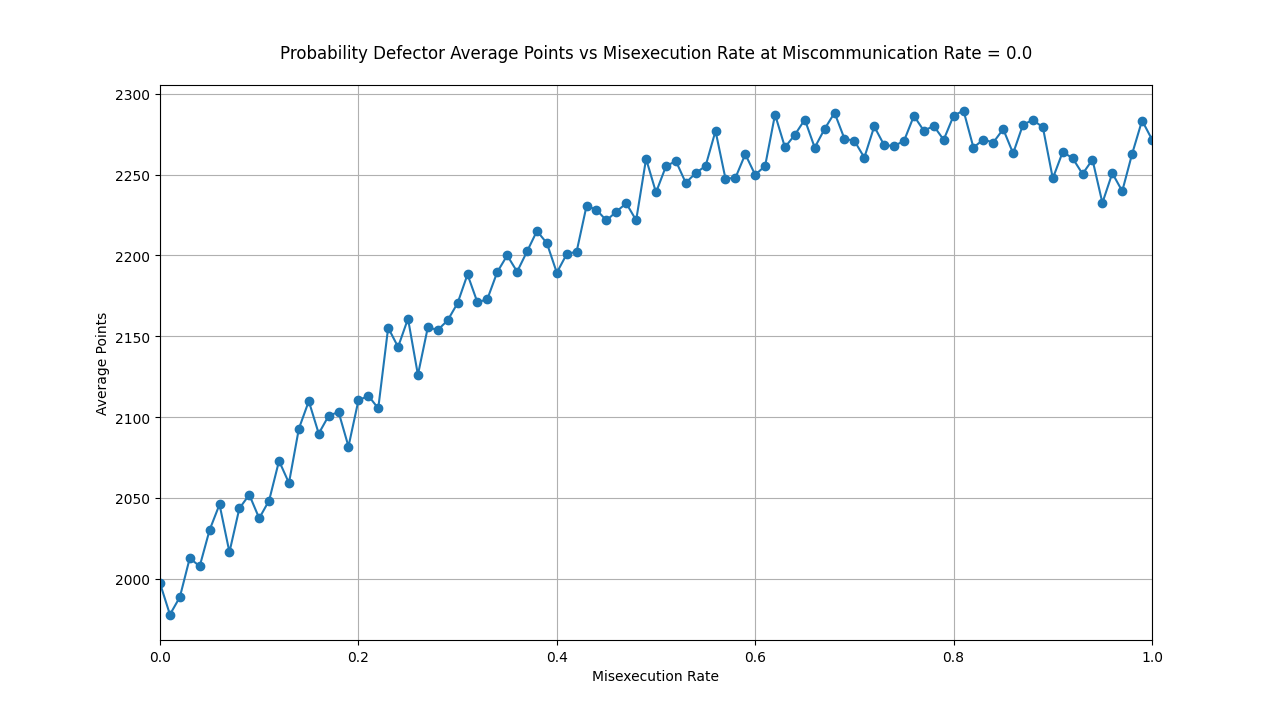 Probability Defector Average Points vs Misexecution Rate at Miscommunication Rate = 0.0
2300
2250
2200
2150
2100
2050
2000
Average Points
0.0 0.2 0.4 0.6 0.8 1.0
Misexecution Rate